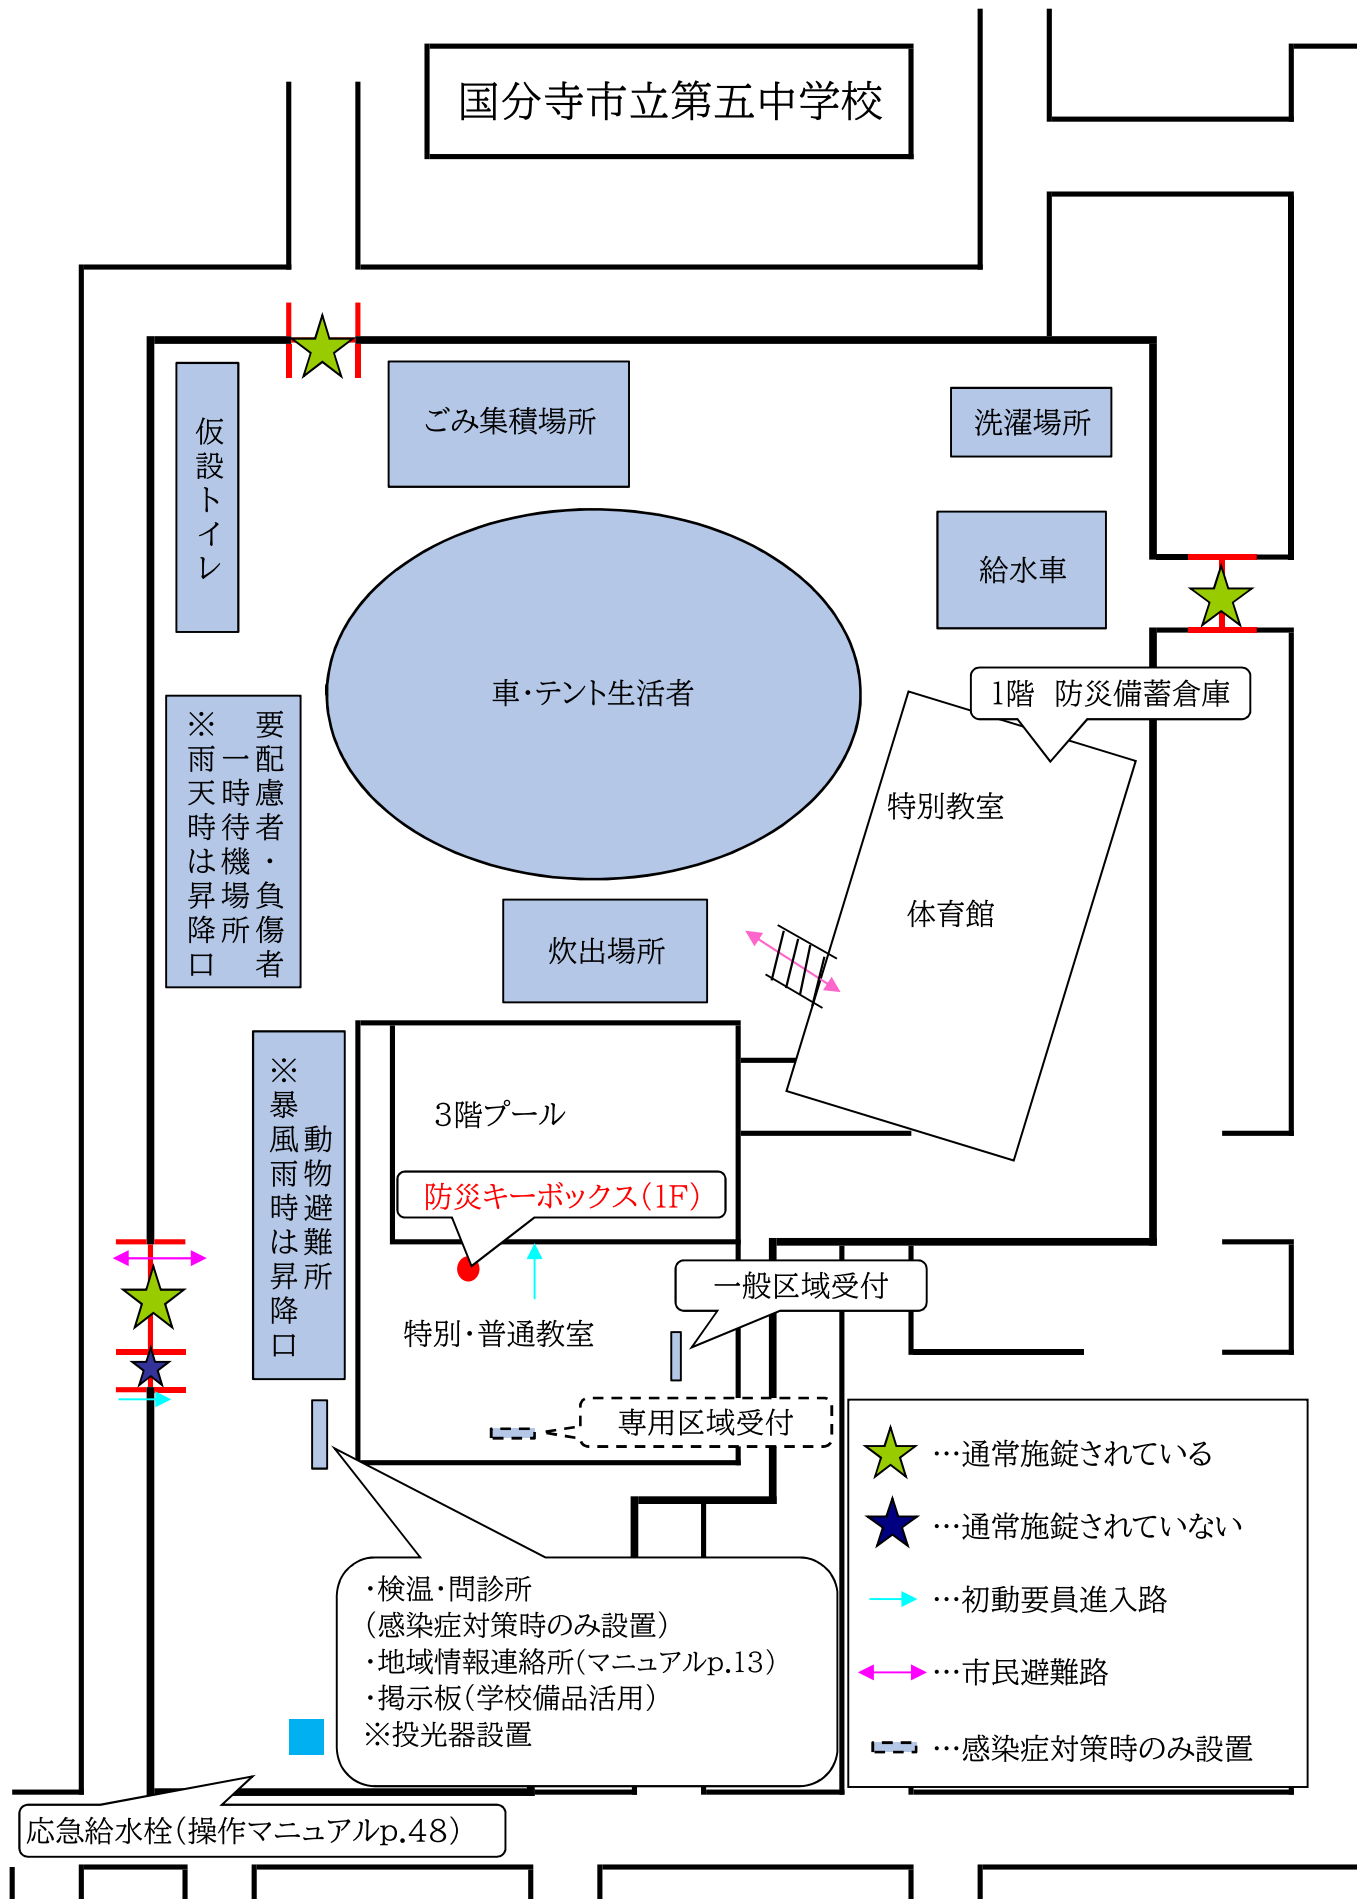 国分寺市立第五中学校
仮設トイレ
ごみ集積場所
洗濯場所
給水車
車・テント生活者
1階　防災備蓄倉庫
特別教室
体育館
要配慮者・負傷者
一時待機場所
※雨天時は昇降口
炊出場所
動物避難所
※暴風雨時は昇降口
3階プール
防災キーボックス(1F)
一般区域受付
特別・普通教室
専用区域受付
…通常施錠されている
…通常施錠されていない
…初動要員進入路
…市民避難路
…感染症対策時のみ設置
・検温・問診所
(感染症対策時のみ設置)
・地域情報連絡所(マニュアルp.13)
・掲示板(学校備品活用)
※投光器設置
応急給水栓(操作マニュアルp.48)